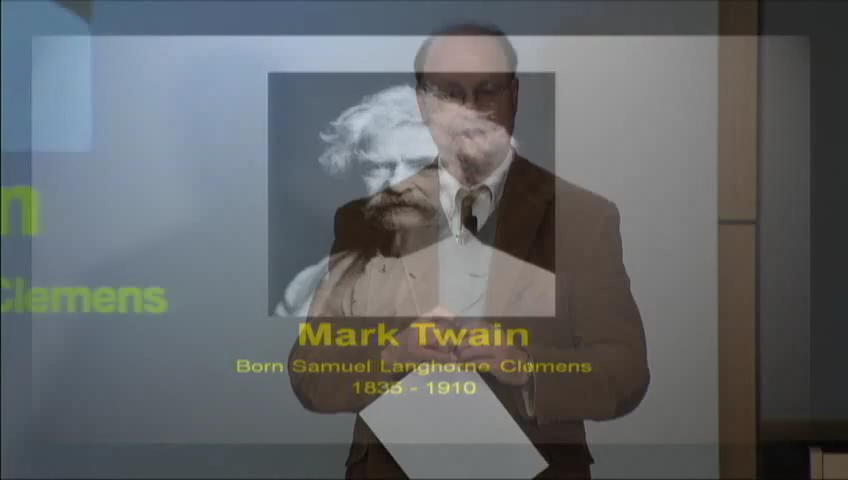 n
Clemens
Mark Twain
Born Samuel Langhorne Clemens
1835 - 1910